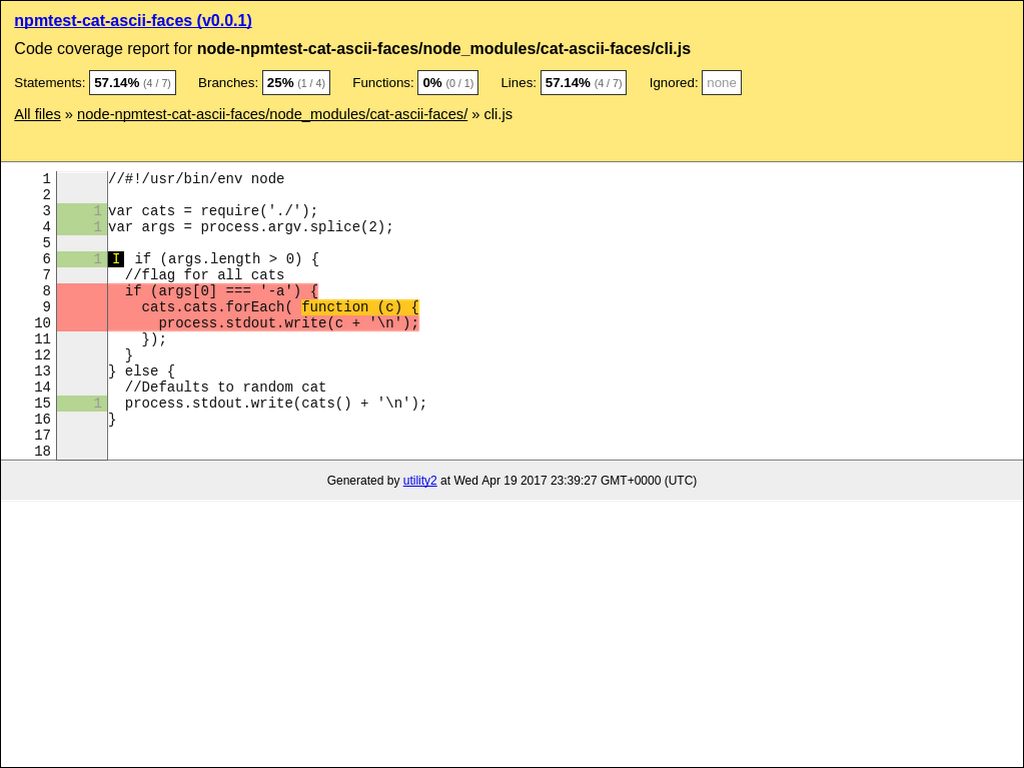 npmtest-cat-ascii-faces (v0.0.1)
Code coverage report for node-npmtest-cat-ascii-faces/node_modules/cat-ascii-faces/cli.js
Statements: 57.14% (4 / 7) Branches: 25% (1 / 4) Functions: 0% (0 / 1) Lines: 57.14% (4 / 7) Ignored: none
All files » node-npmtest-cat-ascii-faces/node_modules/cat-ascii-faces/ » cli.js
1 //#!/usr/bin/env node
2
3 1 var cats = require('./');
4 1 var args = process.argv.splice(2);
5
6 1 I if (args.length > 0) {
7   //flag for all cats
8   if (args[0] === '-a') {
9     cats.cats.forEach( function (c) {
10       process.stdout.write(c + '\n');
11     });
12   }
13 } else {
14   //Defaults to random cat
15 1   process.stdout.write(cats() + '\n');
16 }
17
18
Generated by utility2 at Wed Apr 19 2017 23:39:27 GMT+0000 (UTC)